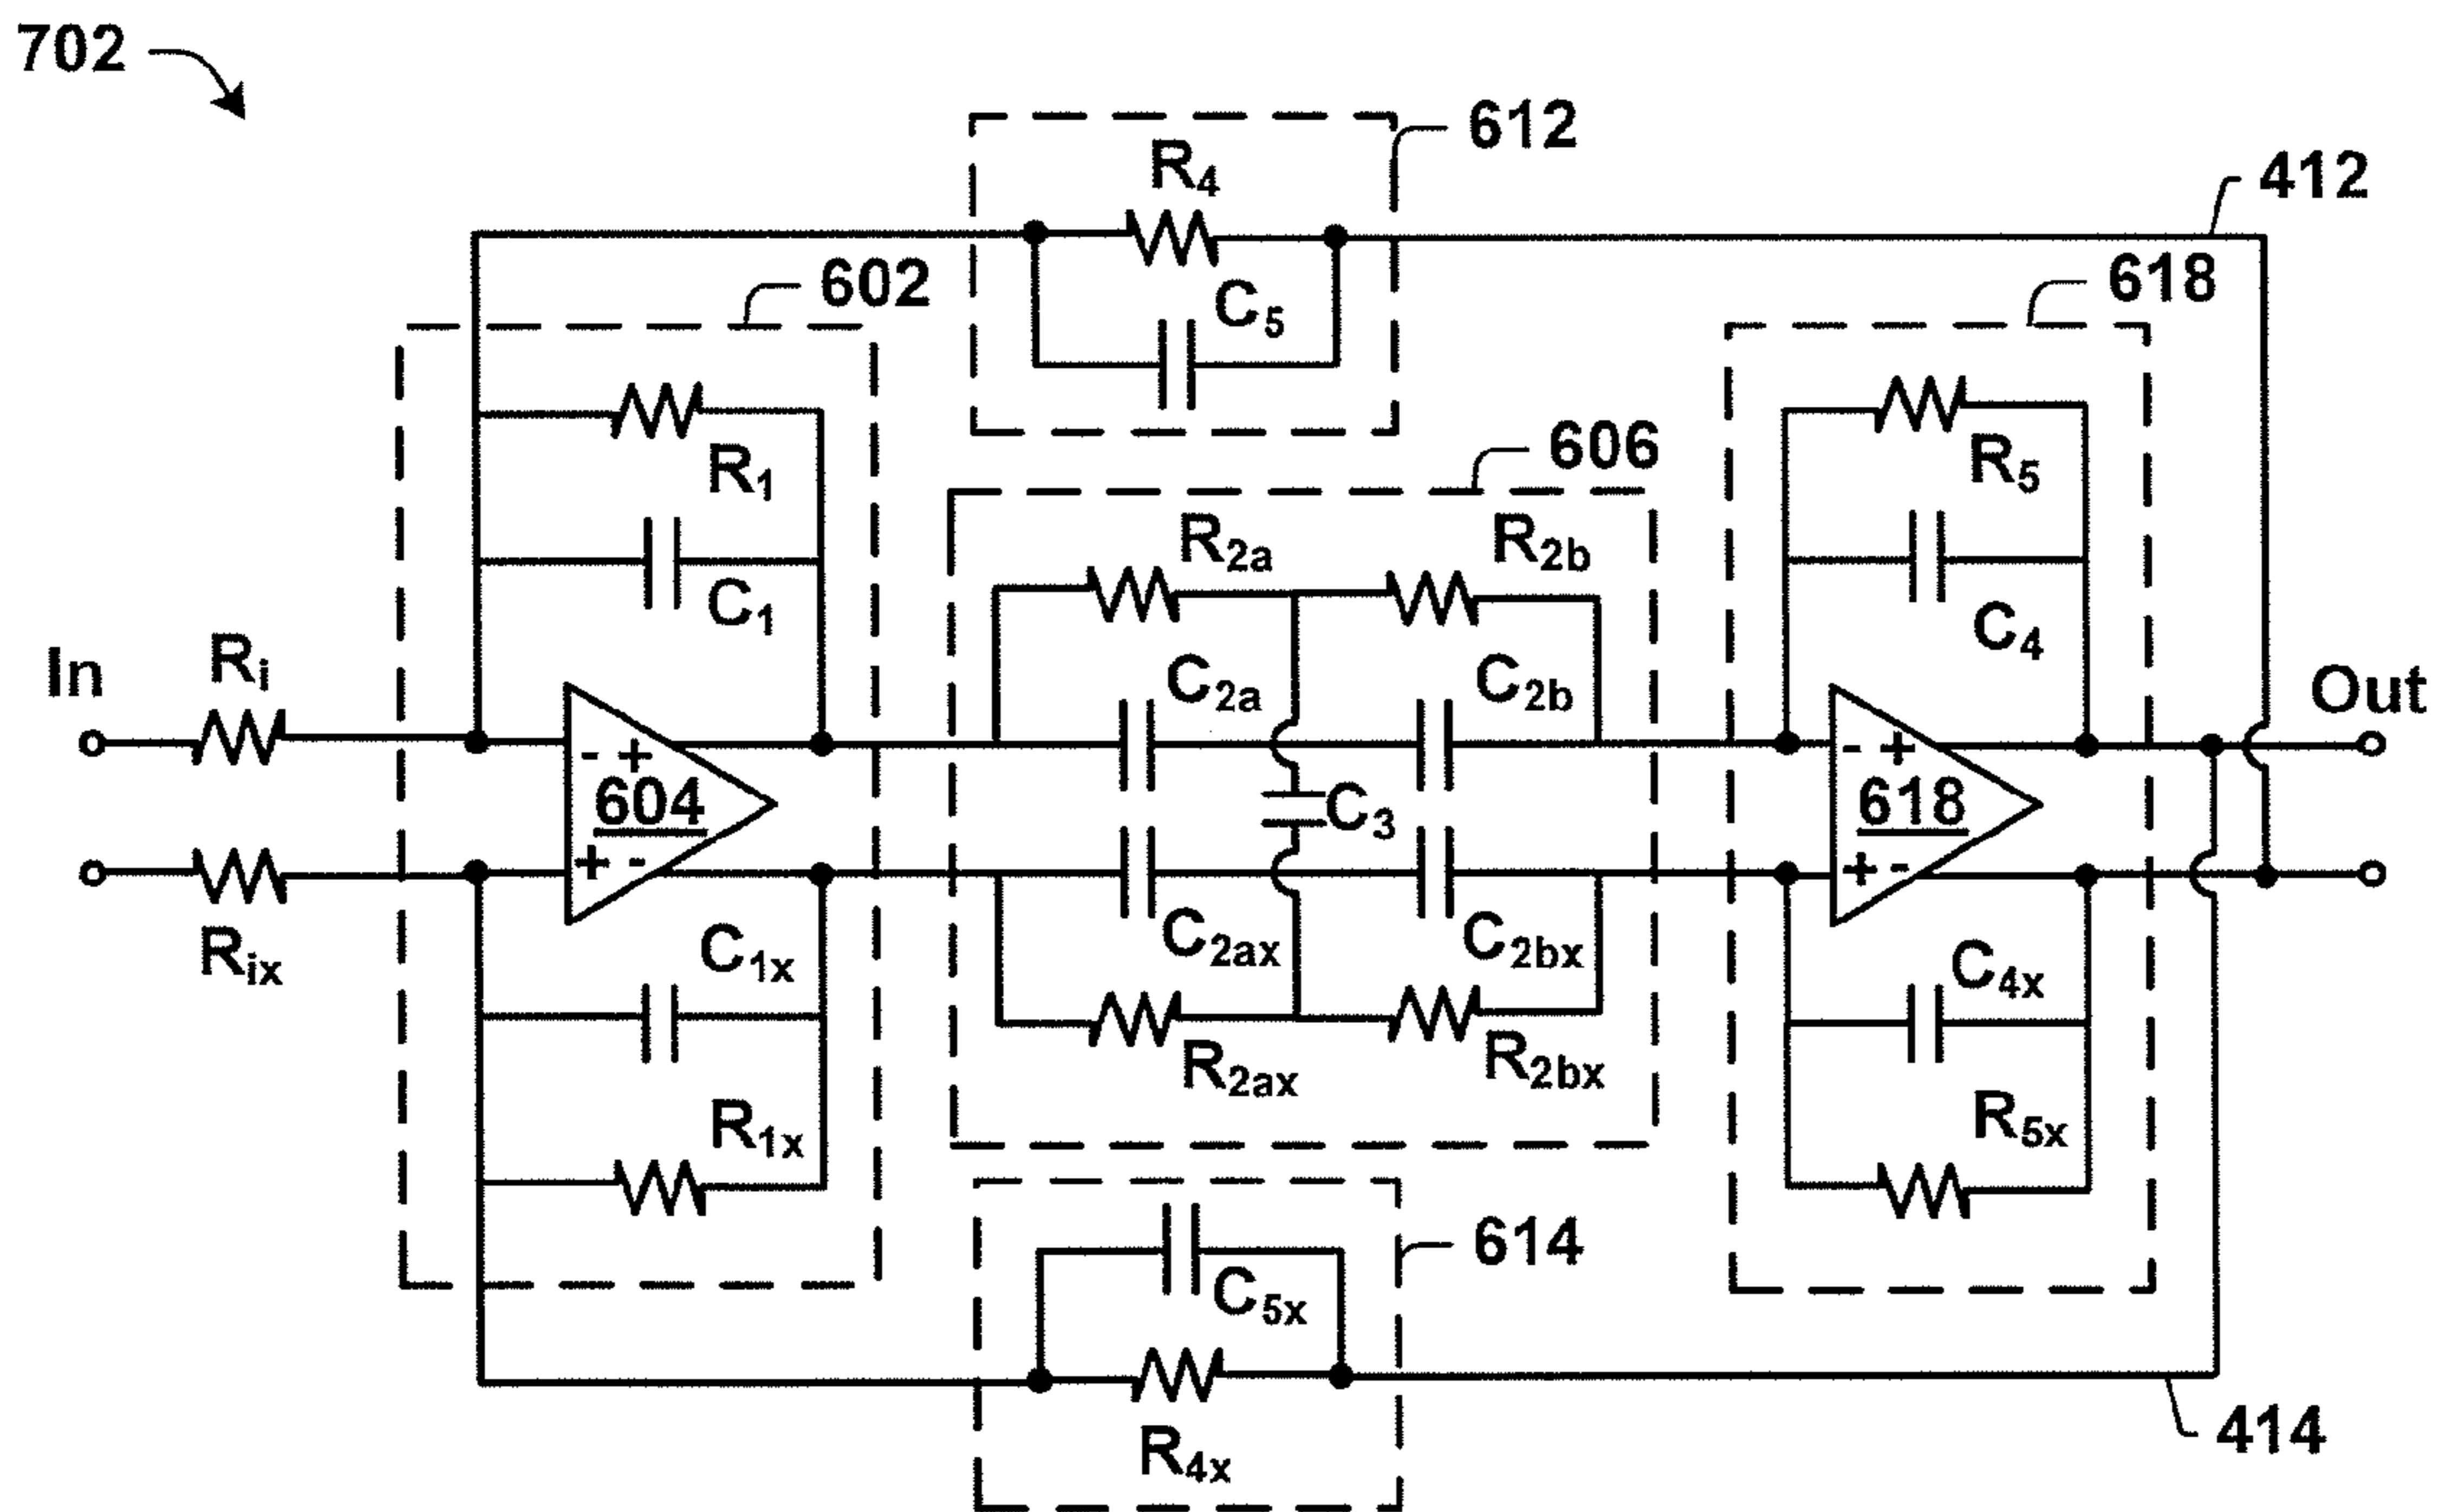 702
612
R4
412
602
618
C5
R1
606
R5
R2a
R2b
C1
C4
In
Ri
C2a
C2b
Out
- +
604
+ -
C3
- +
618
+ -
Rix
C1x
C2ax
C2bx
C4x
R1x
R2ax
R2bx
R5x
614
C5x
R4x
414